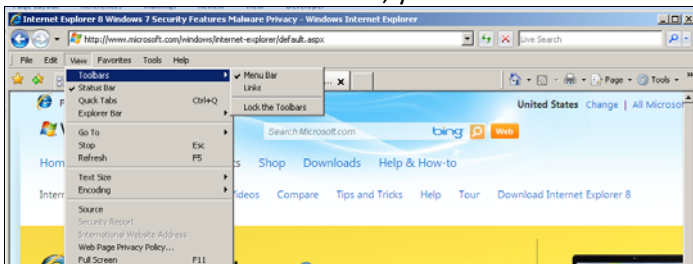 Internet Explorer 8 Windows 7 Security Features Malware Privacy - Windows Internet Explorer
http://www.microsoft.com/windows/internet-explorer/default.aspx
Live Search
File Edit View Favorites Tools Help
Toolbars
Menu Bar
Status Bar
Links
Quick Tabs Ctrl+Q
Lock the Toolbars
Explorer Bar
Page Tools
United States Change | All Microsof
Go To
Search Microsoft.com bing Web
Stop Esc
Refresh F5
Hom s Shop Downloads Help & How-to
Text Size
Encoding
Intern ideos Compare Tips and Tricks Help Tour Download Internet Explorer 8
Source
Security Report
International Website Address
Web Page Privacy Policy...
Full Screen F11